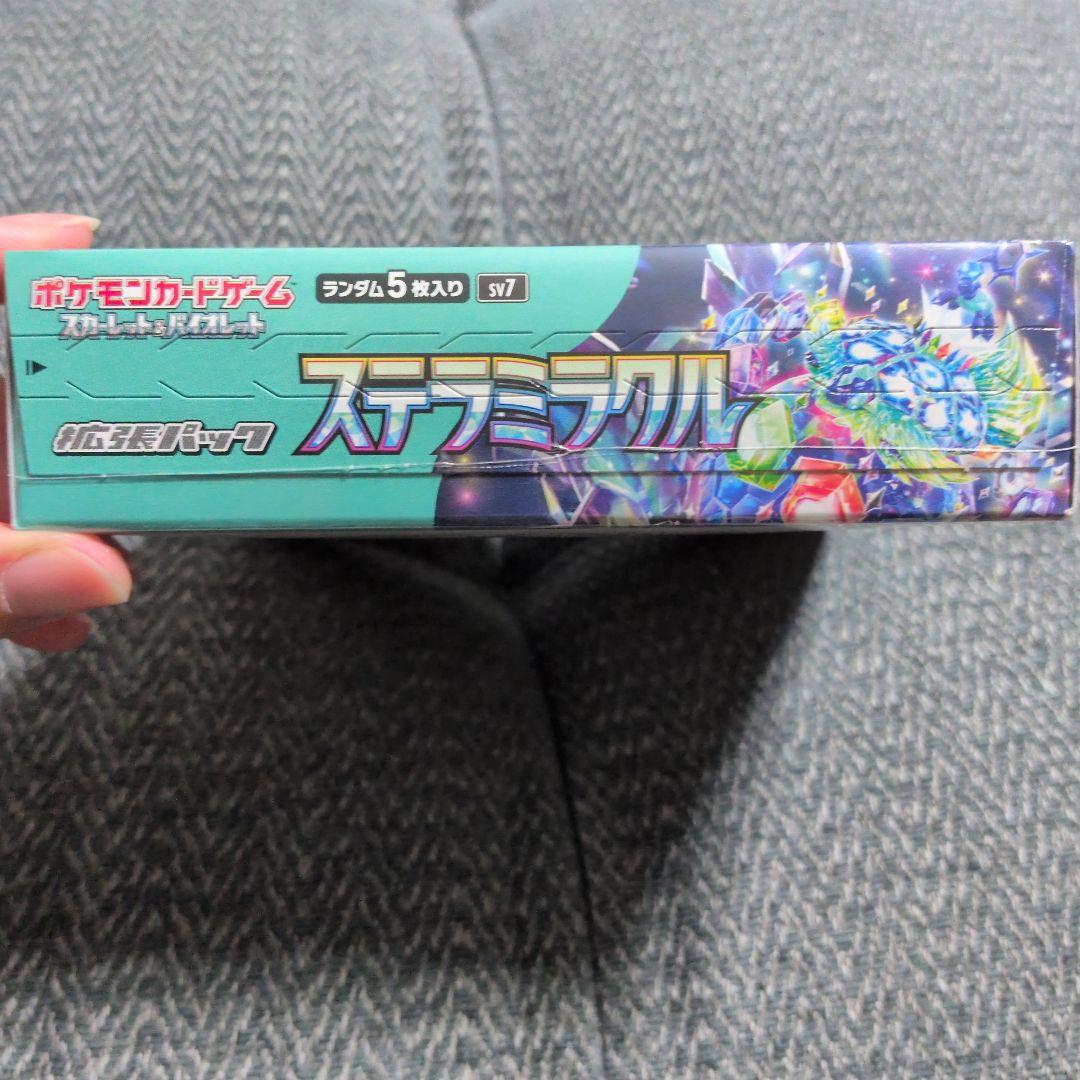 ポケモンカードゲーム
スカーレット&バイオレット
ランダム5枚入り
SV7
拡張パック
ステラミラクル